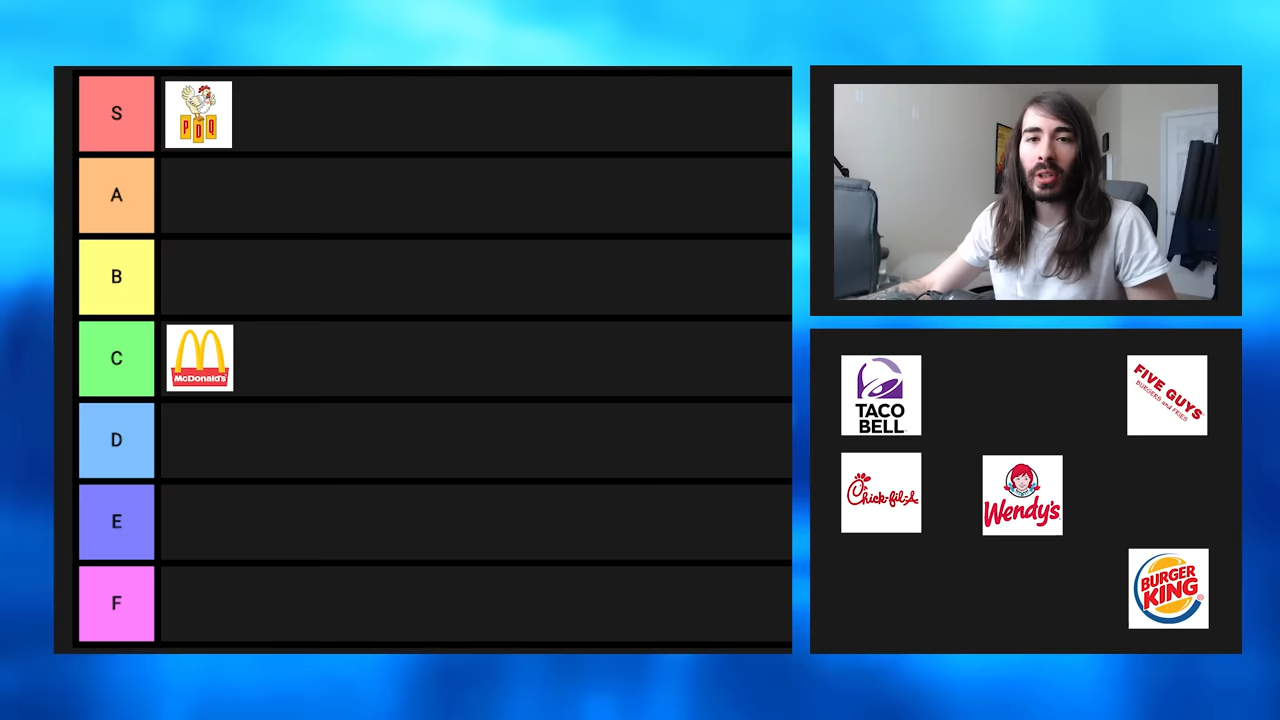 S
PDQ
A
B
C
McDonald's
D
E
F
TACO
BELL
FIVE GUYS
BURGERS and FRIES
Chick-fil-A
Wendy's
BURGER
KING
®